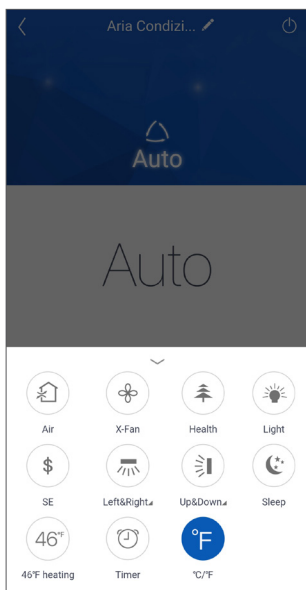 Aria Condizi...
Auto
Auto
Air X-Fan Health Light
$
SE Left&Right Up&Down Sleep
46°F °F
46°F heating Timer °C/°F